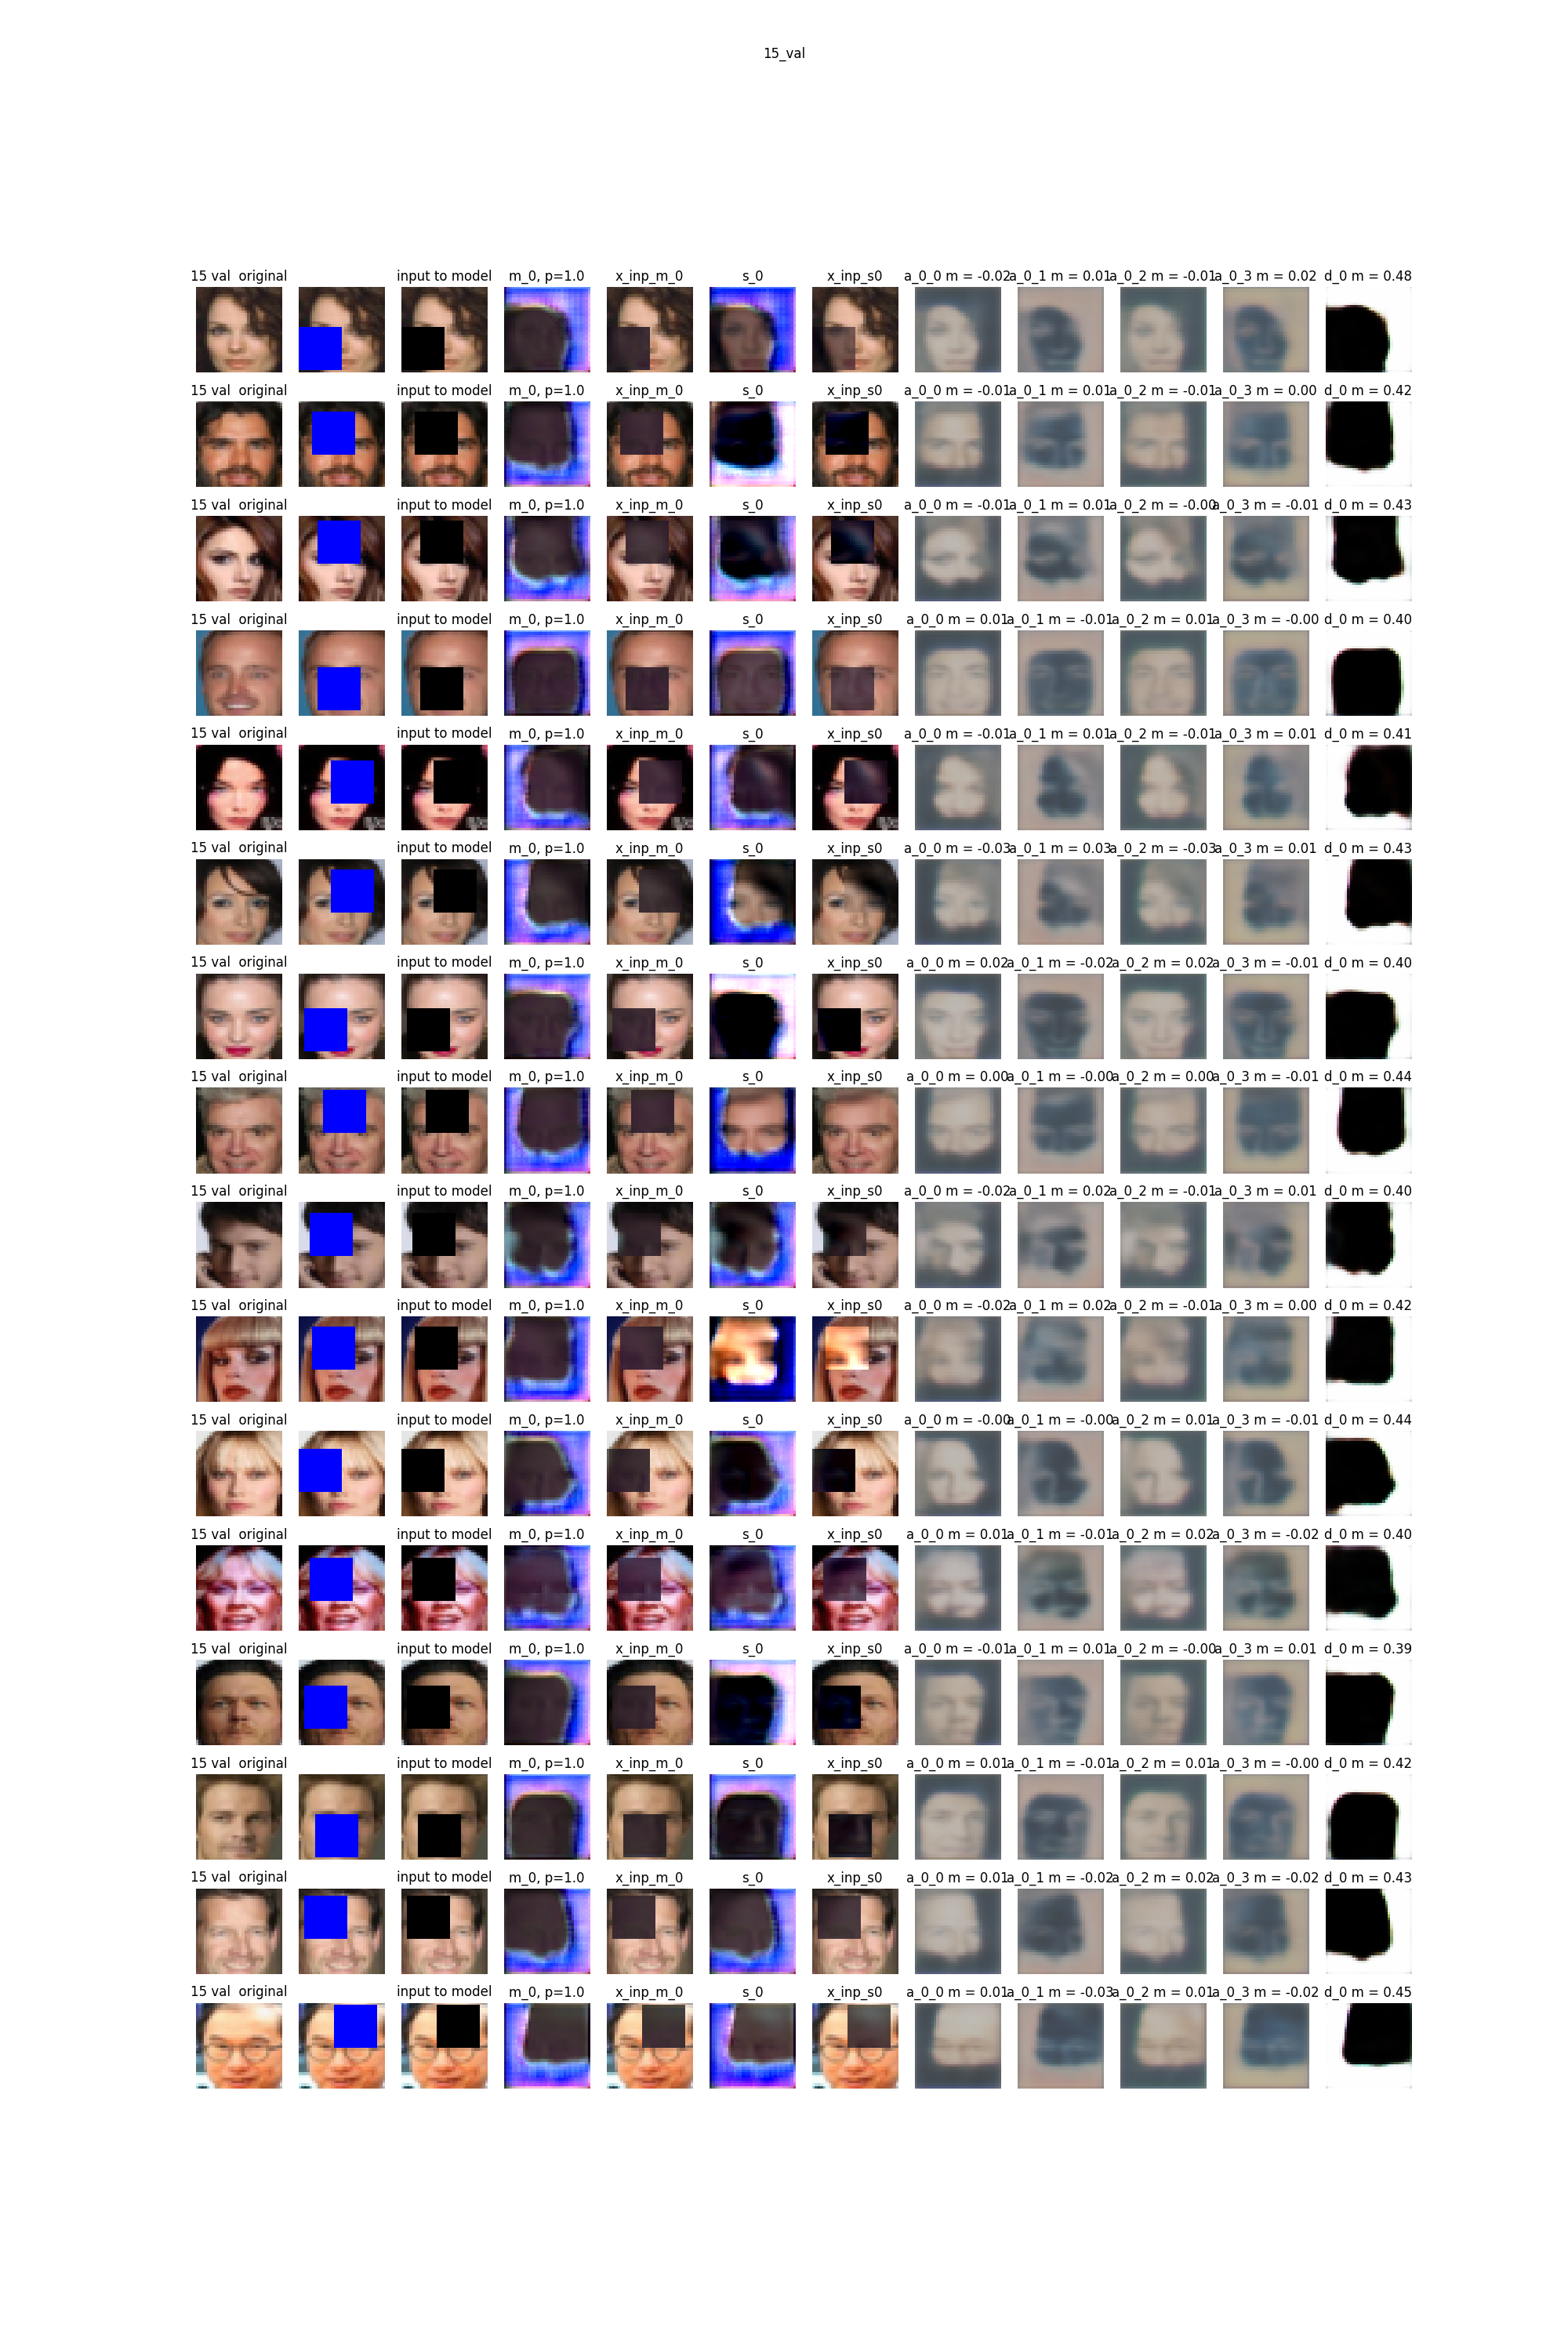 15_val
15 val original input to model m_0, p=1.0 x_inp_m_0 s_0 x_inp_s0 a_0_0 m = -0.02 a_0_1 m = 0.01 a_0_2 m = -0.01 a_0_3 m = 0.02 d_0 m = 0.48
15 val original input to model m_0, p=1.0 x_inp_m_0 s_0 x_inp_s0 a_0_0 m = -0.01 a_0_1 m = 0.01 a_0_2 m = -0.01 a_0_3 m = 0.00 d_0 m = 0.42
15 val original input to model m_0, p=1.0 x_inp_m_0 s_0 x_inp_s0 a_0_0 m = -0.01 a_0_1 m = 0.01 a_0_2 m = -0.00 a_0_3 m = -0.01 d_0 m = 0.43
15 val original input to model m_0, p=1.0 x_inp_m_0 s_0 x_inp_s0 a_0_0 m = 0.01 a_0_1 m = -0.01 a_0_2 m = 0.01 a_0_3 m = -0.00 d_0 m = 0.40
15 val original input to model m_0, p=1.0 x_inp_m_0 s_0 x_inp_s0 a_0_0 m = -0.01 a_0_1 m = 0.01 a_0_2 m = -0.01 a_0_3 m = 0.01 d_0 m = 0.41
15 val original input to model m_0, p=1.0 x_inp_m_0 s_0 x_inp_s0 a_0_0 m = -0.03 a_0_1 m = 0.03 a_0_2 m = -0.03 a_0_3 m = 0.01 d_0 m = 0.43
15 val original input to model m_0, p=1.0 x_inp_m_0 s_0 x_inp_s0 a_0_0 m = 0.02 a_0_1 m = -0.02 a_0_2 m = 0.02 a_0_3 m = -0.01 d_0 m = 0.40
15 val original input to model m_0, p=1.0 x_inp_m_0 s_0 x_inp_s0 a_0_0 m = 0.00 a_0_1 m = -0.00 a_0_2 m = 0.00 a_0_3 m = -0.01 d_0 m = 0.44
15 val original input to model m_0, p=1.0 x_inp_m_0 s_0 x_inp_s0 a_0_0 m = -0.02 a_0_1 m = 0.02 a_0_2 m = -0.01 a_0_3 m = 0.01 d_0 m = 0.40
15 val original input to model m_0, p=1.0 x_inp_m_0 s_0 x_inp_s0 a_0_0 m = -0.02 a_0_1 m = 0.02 a_0_2 m = -0.01 a_0_3 m = 0.00 d_0 m = 0.42
15 val original input to model m_0, p=1.0 x_inp_m_0 s_0 x_inp_s0 a_0_0 m = -0.00 a_0_1 m = -0.00 a_0_2 m = 0.01 a_0_3 m = -0.01 d_0 m = 0.44
15 val original input to model m_0, p=1.0 x_inp_m_0 s_0 x_inp_s0 a_0_0 m = 0.01 a_0_1 m = -0.01 a_0_2 m = 0.02 a_0_3 m = -0.02 d_0 m = 0.40
15 val original input to model m_0, p=1.0 x_inp_m_0 s_0 x_inp_s0 a_0_0 m = -0.01 a_0_1 m = 0.01 a_0_2 m = -0.00 a_0_3 m = 0.01 d_0 m = 0.39
15 val original input to model m_0, p=1.0 x_inp_m_0 s_0 x_inp_s0 a_0_0 m = 0.01 a_0_1 m = -0.01 a_0_2 m = 0.01 a_0_3 m = -0.00 d_0 m = 0.42
15 val original input to model m_0, p=1.0 x_inp_m_0 s_0 x_inp_s0 a_0_0 m = 0.01 a_0_1 m = -0.02 a_0_2 m = 0.02 a_0_3 m = -0.02 d_0 m = 0.43
15 val original input to model m_0, p=1.0 x_inp_m_0 s_0 x_inp_s0 a_0_0 m = 0.01 a_0_1 m = -0.03 a_0_2 m = 0.01 a_0_3 m = -0.02 d_0 m = 0.45